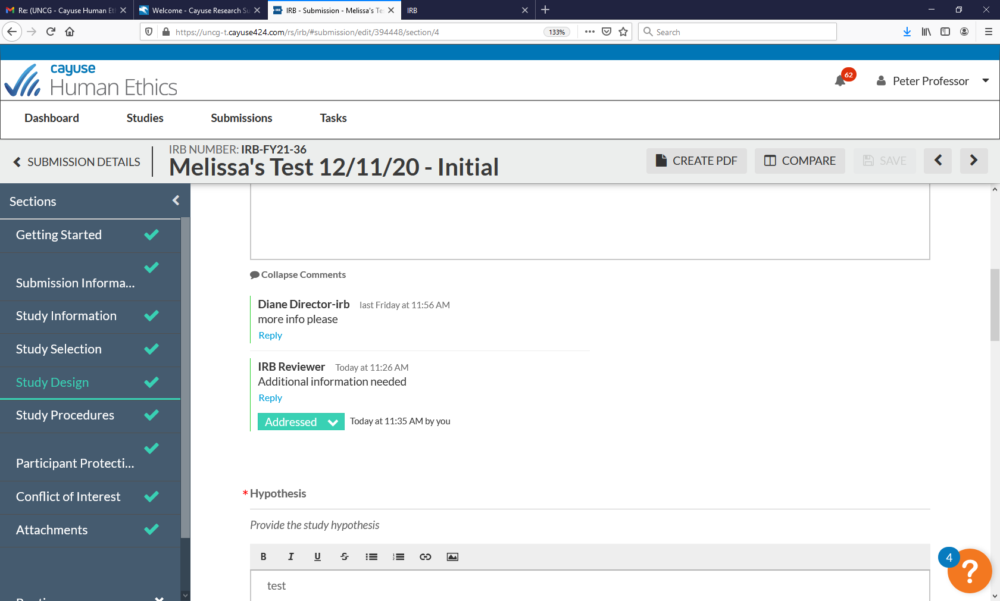 Re: (UNCG - Cayuse Human Et
Welcome - Cayuse Research Su
IRB - Submission - Melissa's Te
IRB
https://uncg-t.cayuse424.com/rs/irb/#submission/edit/394448/section/4
133%
Search
cayuse
Human Ethics
62
Peter Professor
Dashboard
Studies
Submissions
Tasks
SUBMISSION DETAILS
IRB NUMBER: IRB-FY21-36
Melissa's Test 12/11/20 - Initial
CREATE PDF
COMPARE
SAVE
Sections
Getting Started
Submission Informa...
Study Information
Study Selection
Study Design
Study Procedures
Participant Protecti...
Conflict of Interest
Attachments
Collapse Comments
Diane Director-irb last Friday at 11:56 AM
more info please
Reply
IRB Reviewer Today at 11:26 AM
Additional information needed
Reply
Addressed Today at 11:35 AM by you
* Hypothesis
Provide the study hypothesis
B I U S
test
4
?